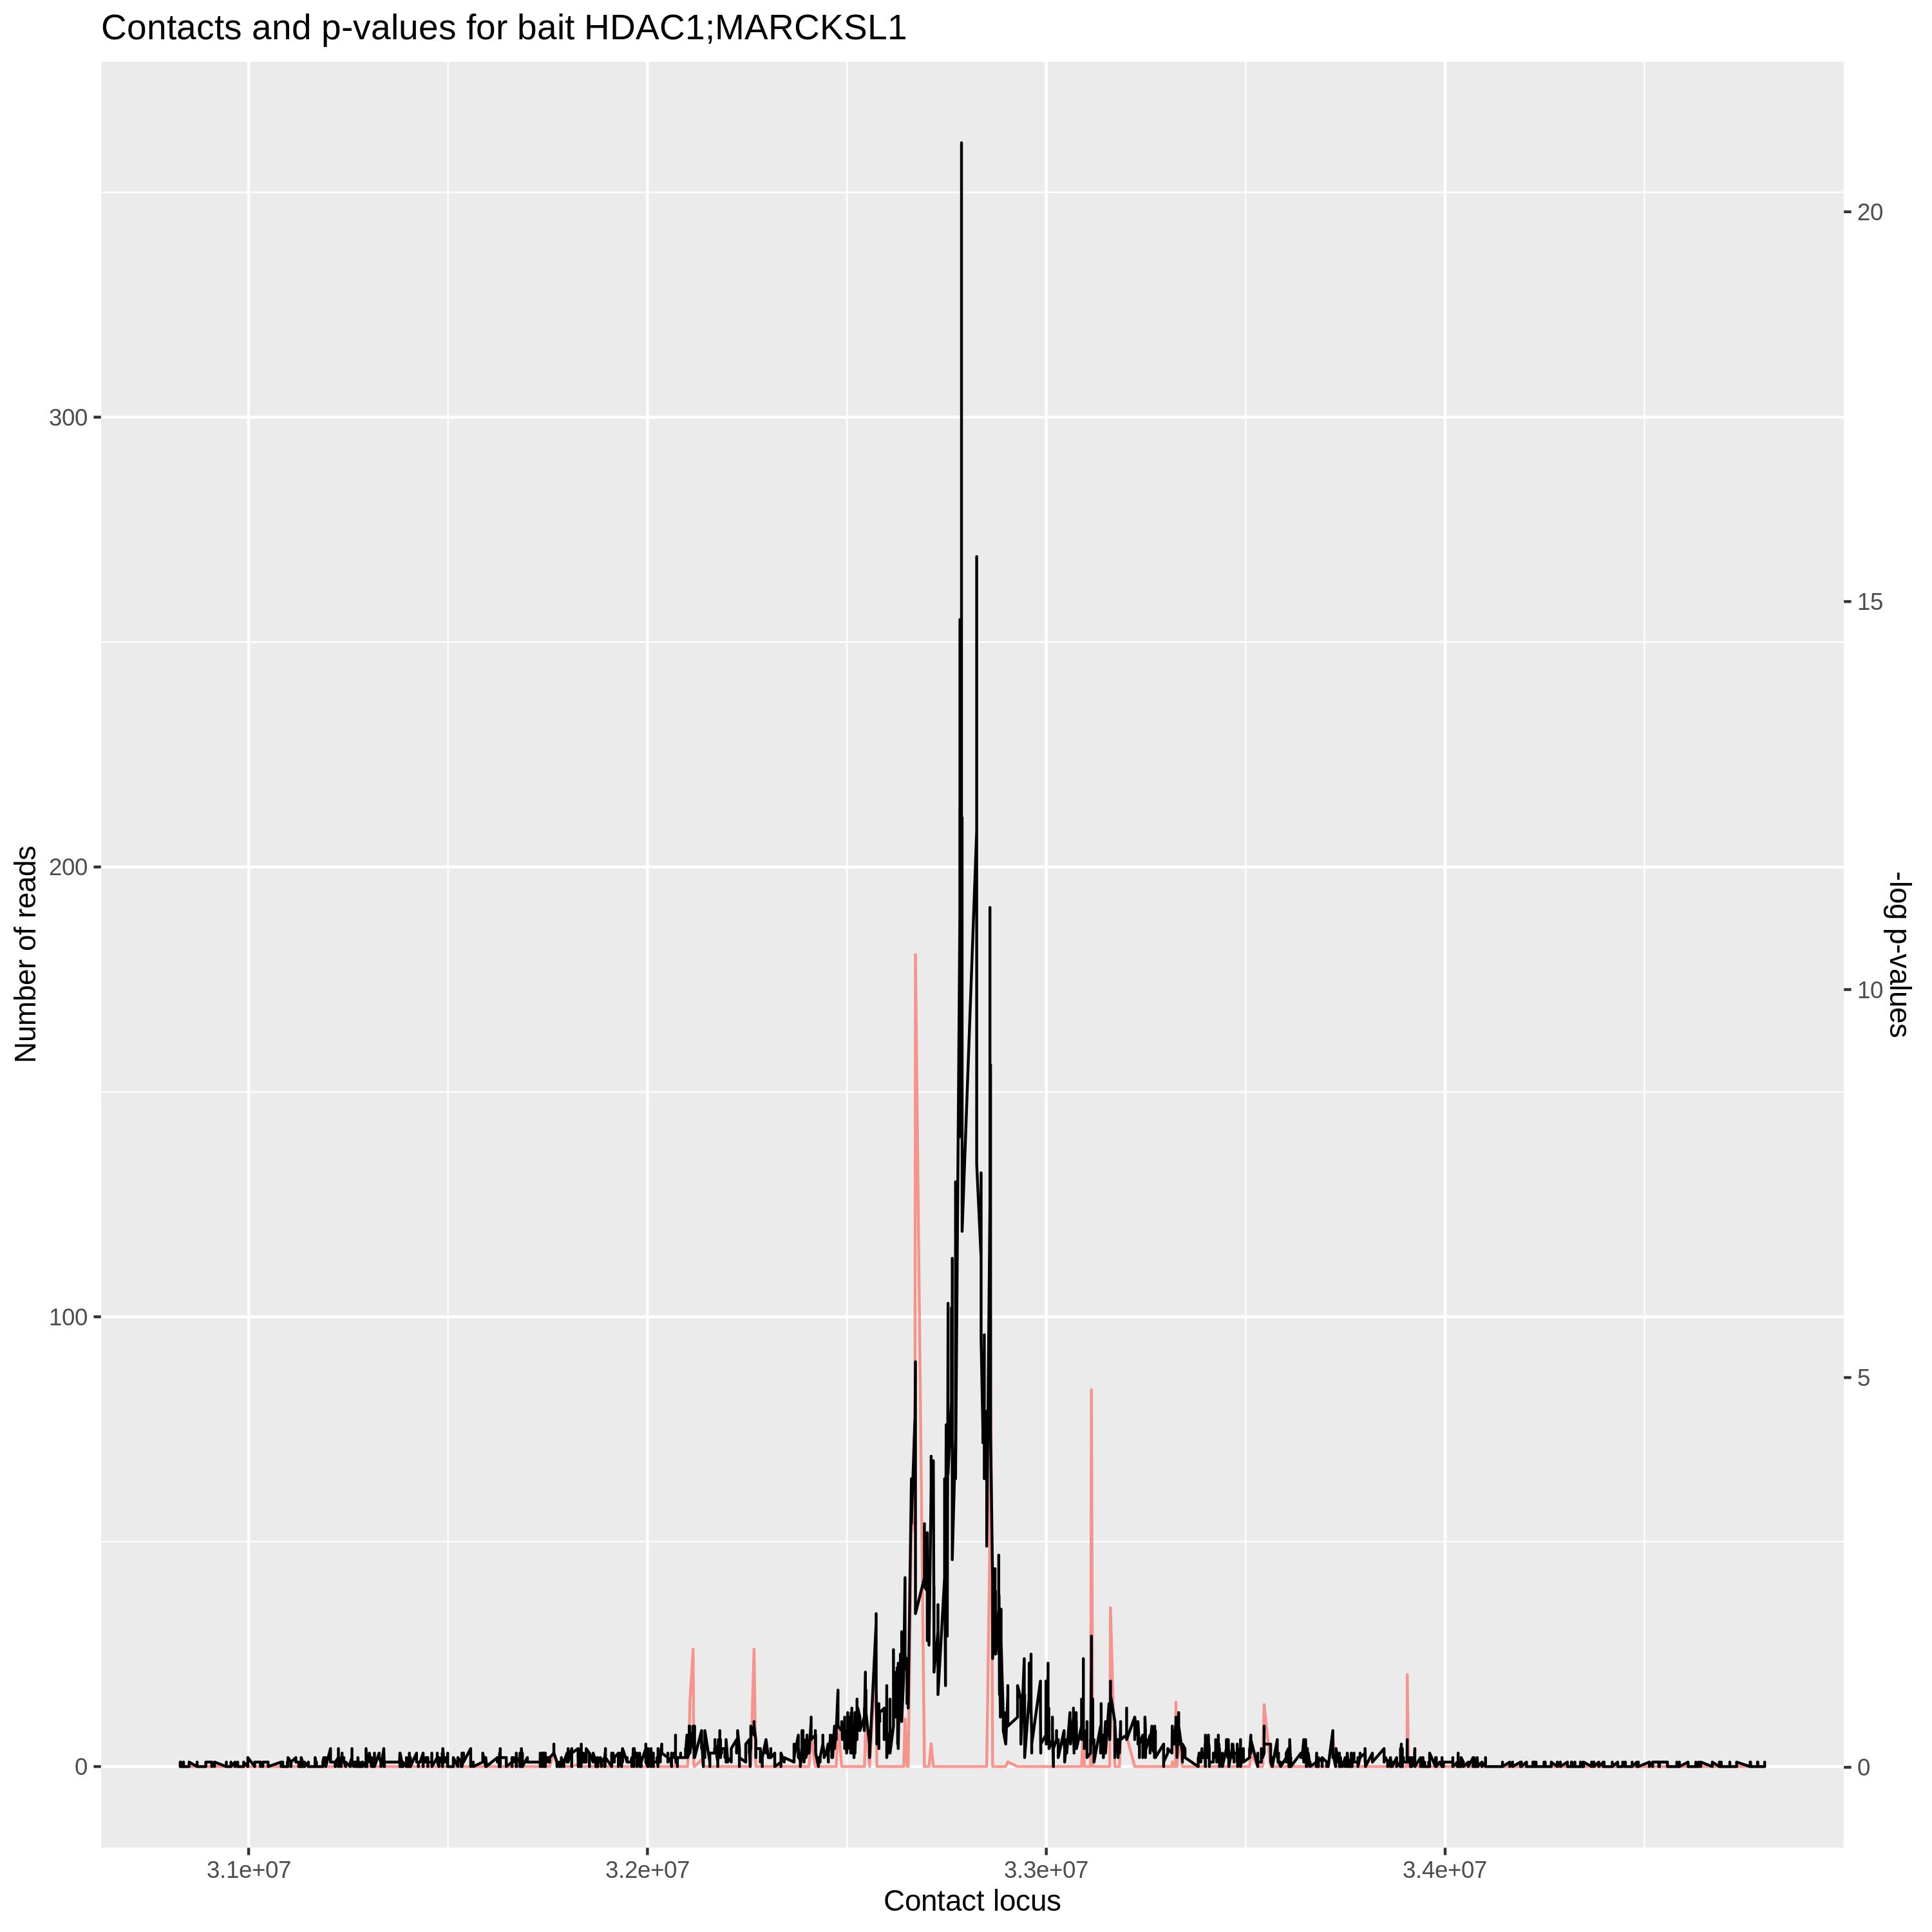 Contacts and p-values for bait HDAC1;MARCKSL1
Number of reads
300
200
100
0
20
15
10
5
0
-log p-values
3.1e+07 3.2e+07 3.3e+07 3.4e+07
Contact locus